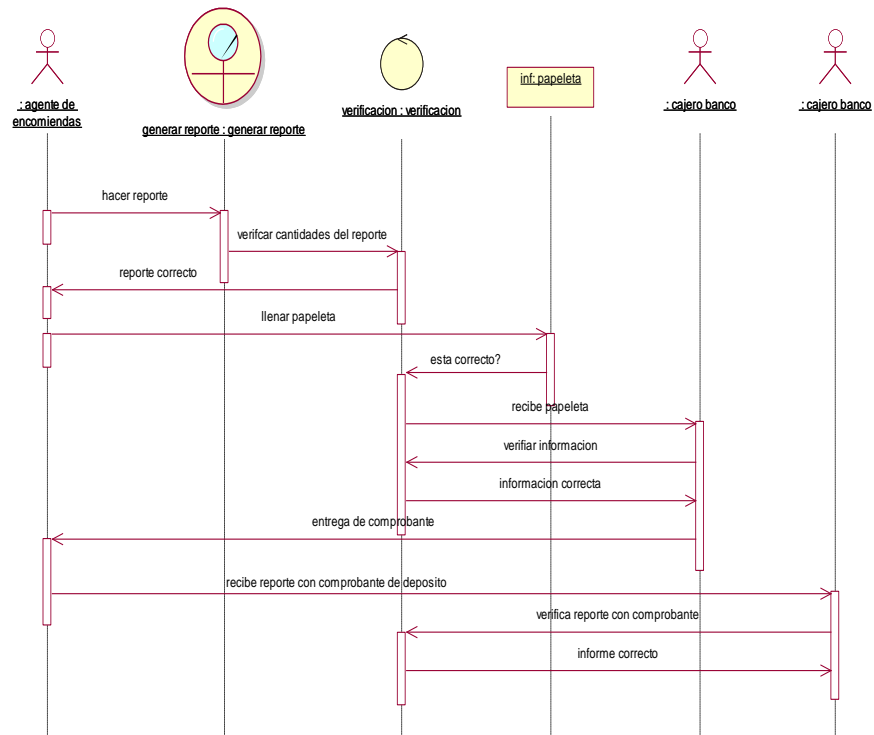 : agente de
encomiendas
generar reporte : generar reporte
verificacion : verificacion
inf: papeleta
: cajero banco
: cajero banco
hacer reporte
verifcar cantidades del reporte
reporte correcto
llenar papeleta
esta correcto?
recibe papeleta
verifiar informacion
informacion correcta
entrega de comprobante
recibe reporte con comprobante de deposito
verifica reporte con comprobante
informe correcto